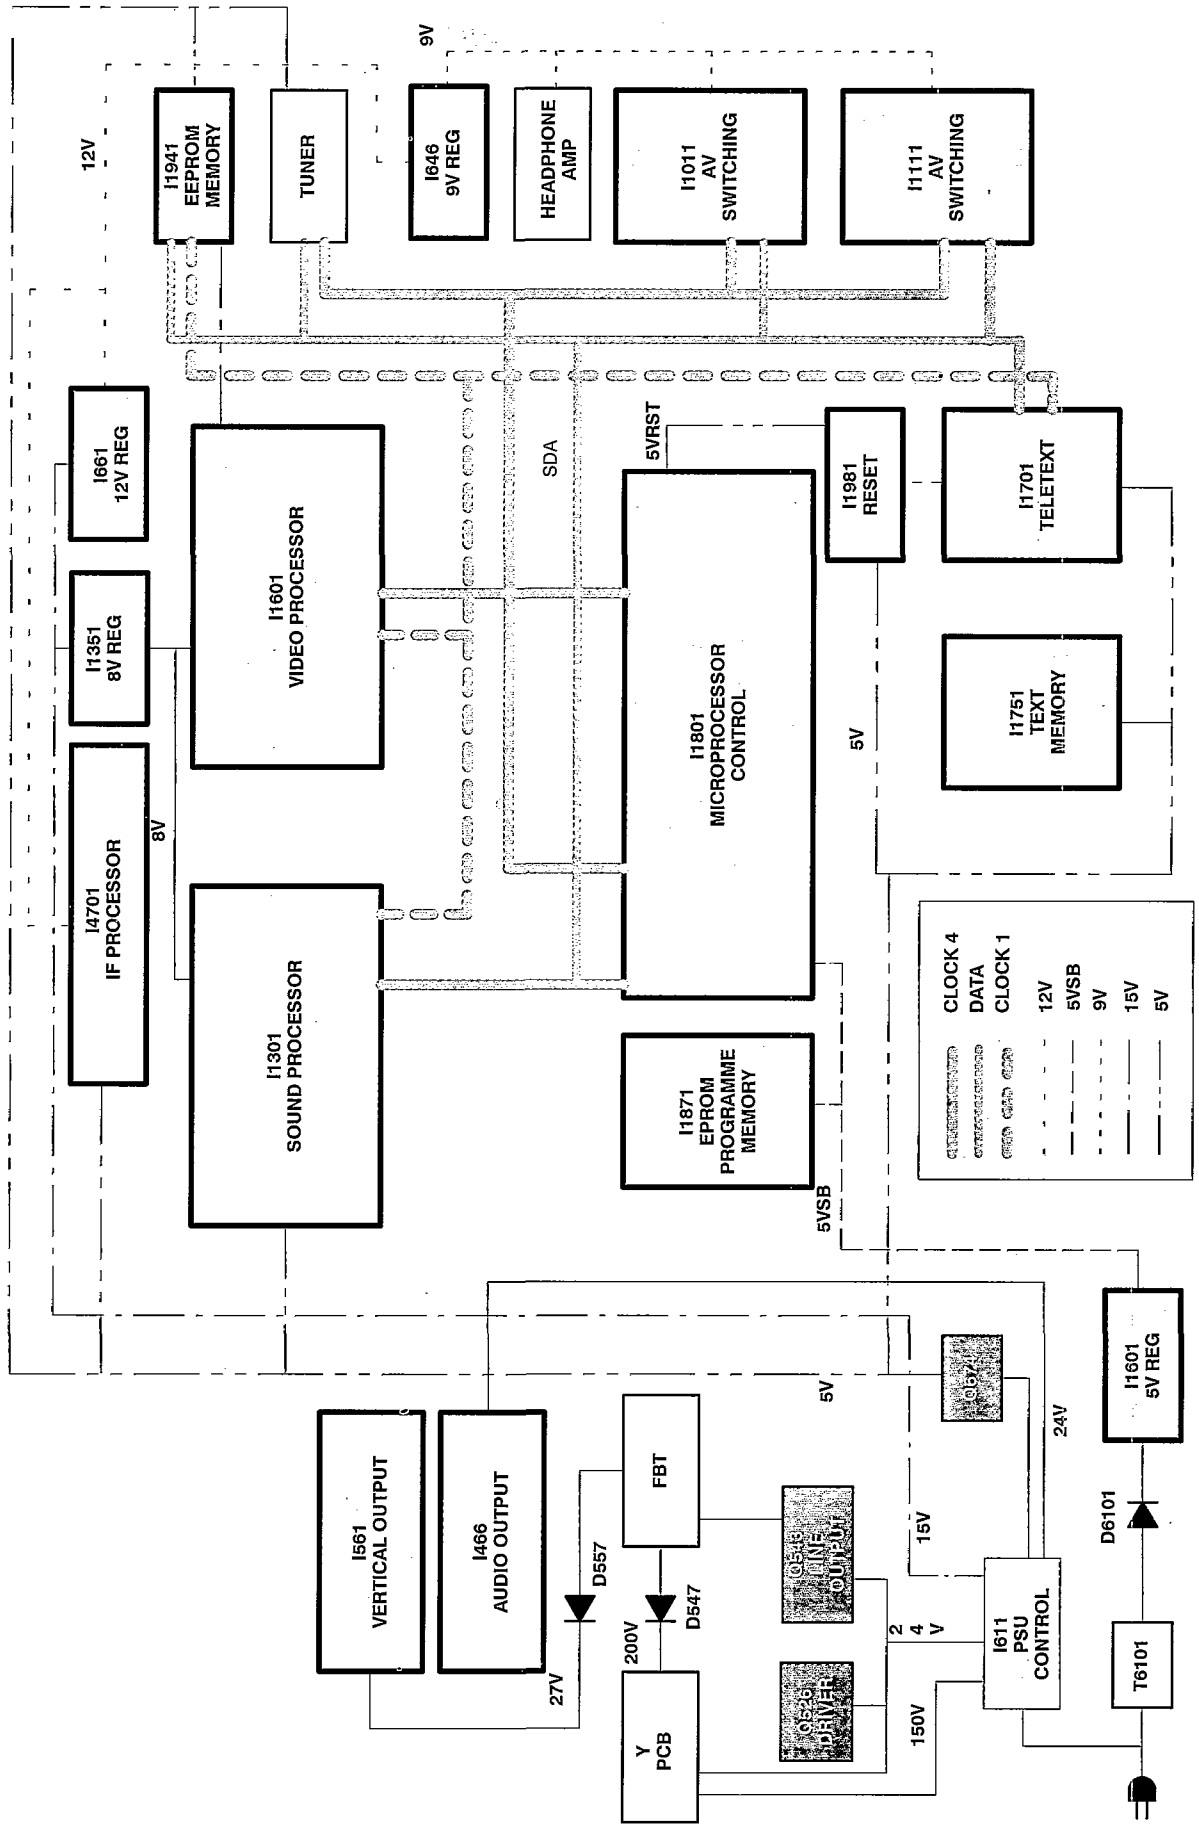 12V
I1941
EEPROM
MEMORY
TUNER
9V
I646
9V REG
HEADPHONE
AMP
I1011
AV
SWITCHING
I1111
AV
SWITCHING
I661
12V REG
I1351
8V REG
I4701
IF PROCESSOR
8V
I1601
VIDEO PROCESSOR
I1301
SOUND PROCESSOR
SDA
5VRST
I1801
MICROPROCESSOR
CONTROL
I1981
RESET
I1701
TELETEXT
I1751
TEXT
MEMORY
5V
I1871
EPROM
PROGRAMME
MEMORY
5VSB
CLOCK 4
DATA
CLOCK 1
12V
5VSB
9V
15V
5V
I561
VERTICAL OUTPUT
I466
AUDIO OUTPUT
27V
D557
FBT
200V
D547
Y
PCB
5V
Q543
LINE
OUTPUT
Q526
DRIVER
2
4
V
15V
150V
24V
I611
PSU
CONTROL
I1601
5V REG
D6101
T6101